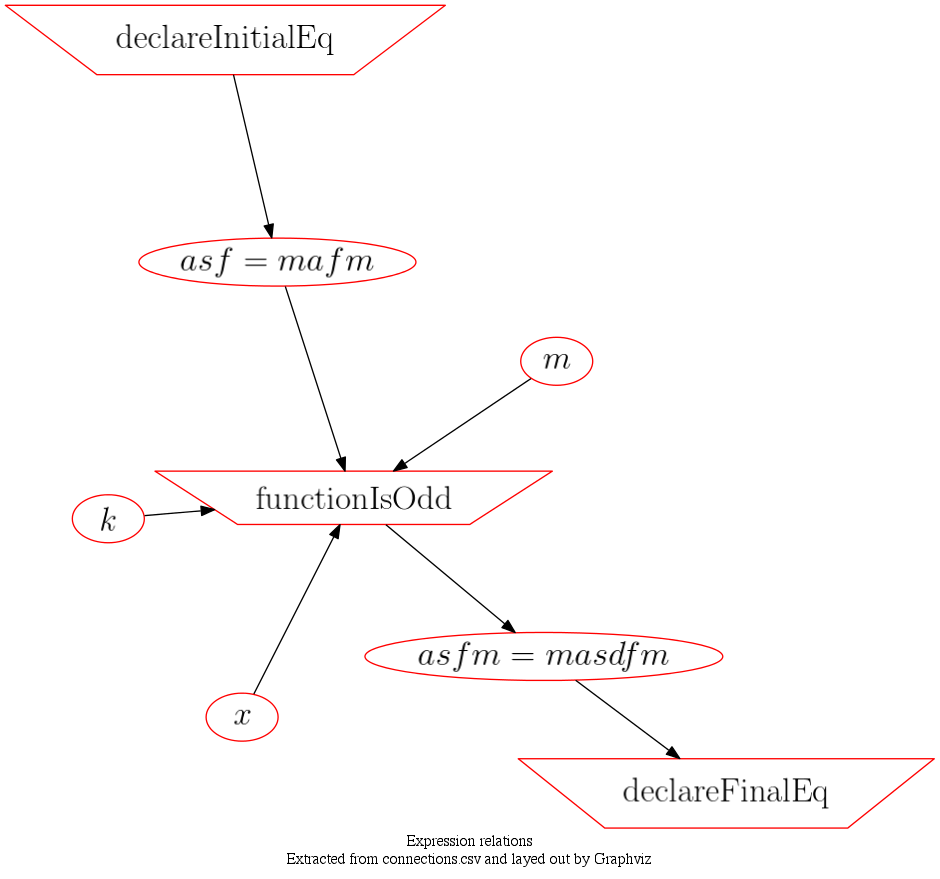 declareInitialEq
asf = mafm
m
functionIsOdd
k
asfm = masdfm
x
declareFinalEq
Expression relations
Extracted from connections.csv and layed out by Graphviz